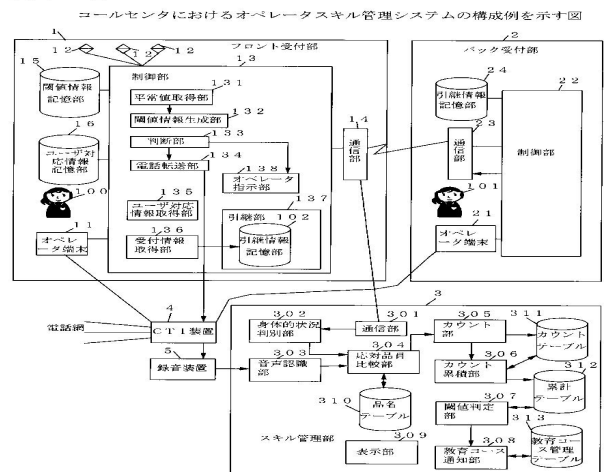 コールセンタにおけるオペレータスキル管理システムの構成例を示す図
1
フロント受付部
12
12
12
13
制御部
15
閾値情報
記憶部
131
平常値取得部
132
閾値情報生成部
133
判断部
134
電話転送部
16
ユーザ対
応情報
記憶部
138
オペレータ
指示部
100
135
ユーザ対応
情報取得部
137
引継部
102
引継情報
記憶部
136
受付情報
取得部
11
オペレ
ータ端末
14
通信
部
2
バック受付部
24
引継情報
記憶部
22
制御部
23
通信
部
101
21
オペレ
ータ端末
電話網
4
CTI装置
5
録音装置
3
302
身体的状況
判別部
301
通信部
303
音声認識
部
304
応対品質
比較部
305
カウント
部
311
カウント
テーブル
306
カウント
累積部
312
累計
テーブル
310
品名
テーブル
307
閾値判定
部
313
教育コース
管理
テーブル
308
教育コース
通知部
309
表示部
スキル管理部